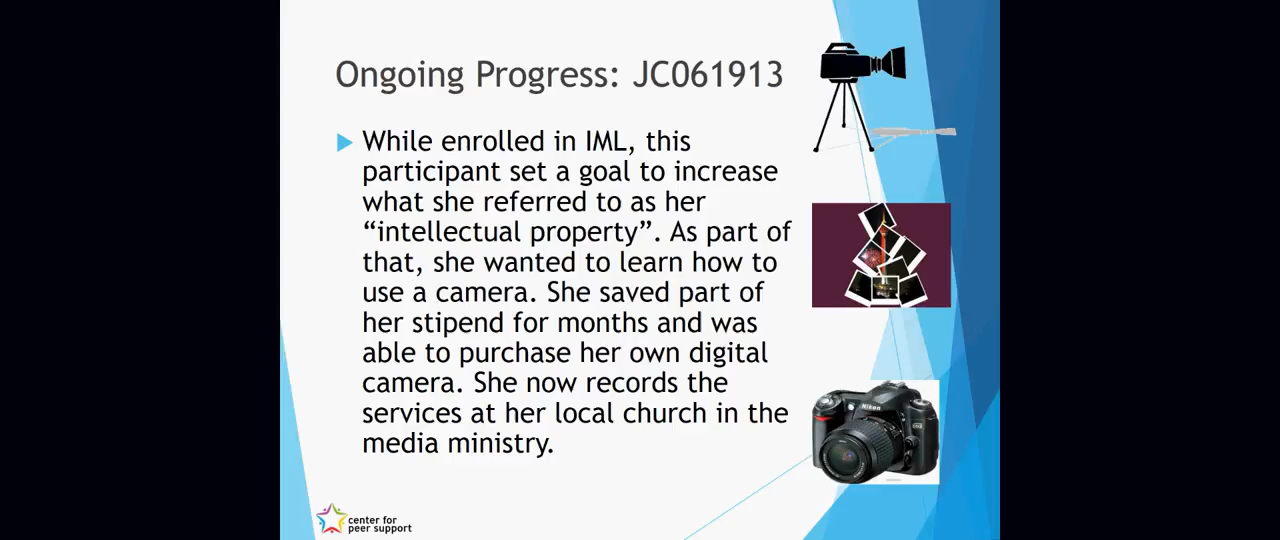 Ongoing Progress: JC061913
While enrolled in IML, this
participant set a goal to increase
what she referred to as her
“intellectual property”. As part of
that, she wanted to learn how to
use a camera. She saved part of
her stipend for months and was
able to purchase her own digital
camera. She now records the
services at her local church in the
media ministry.
Nikon
center for
peer support